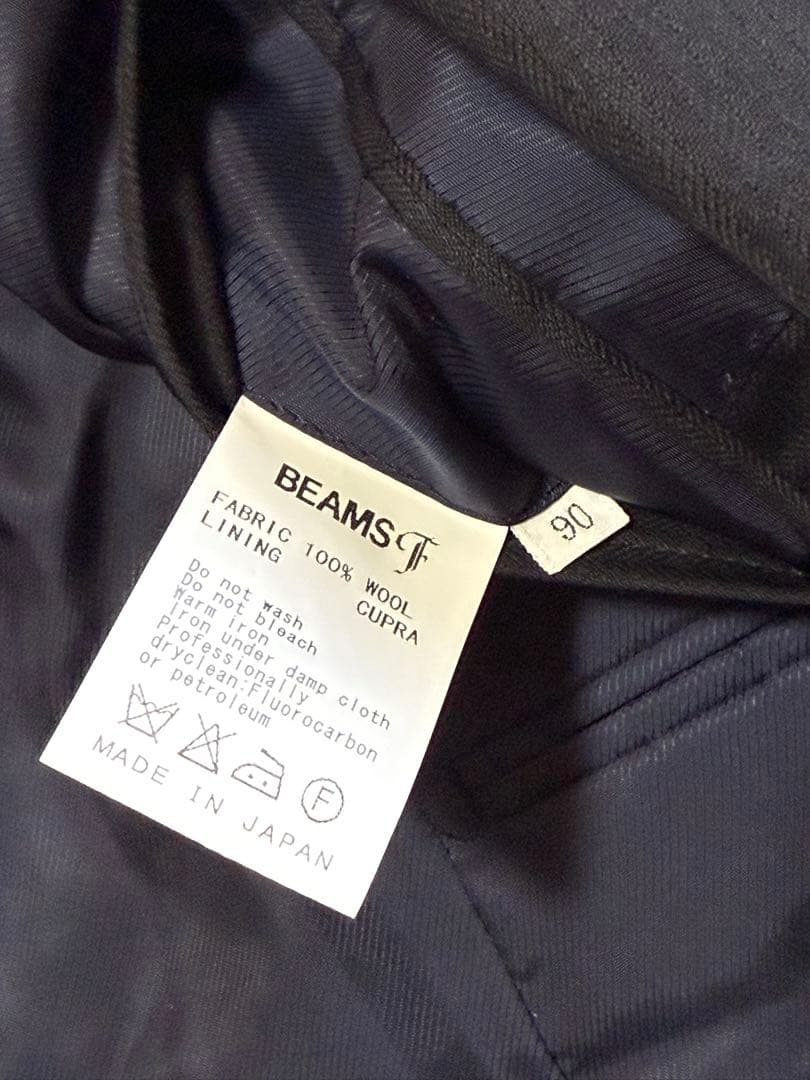 BEAMS F
FABRIC 100% WOOL
LINING CUPRA
Do not wash
Do not bleach
Warm iron
Iron under damp cloth
Professionally
dryclean:Fluorocarbon
or petroleum
F
MADE IN JAPAN
90